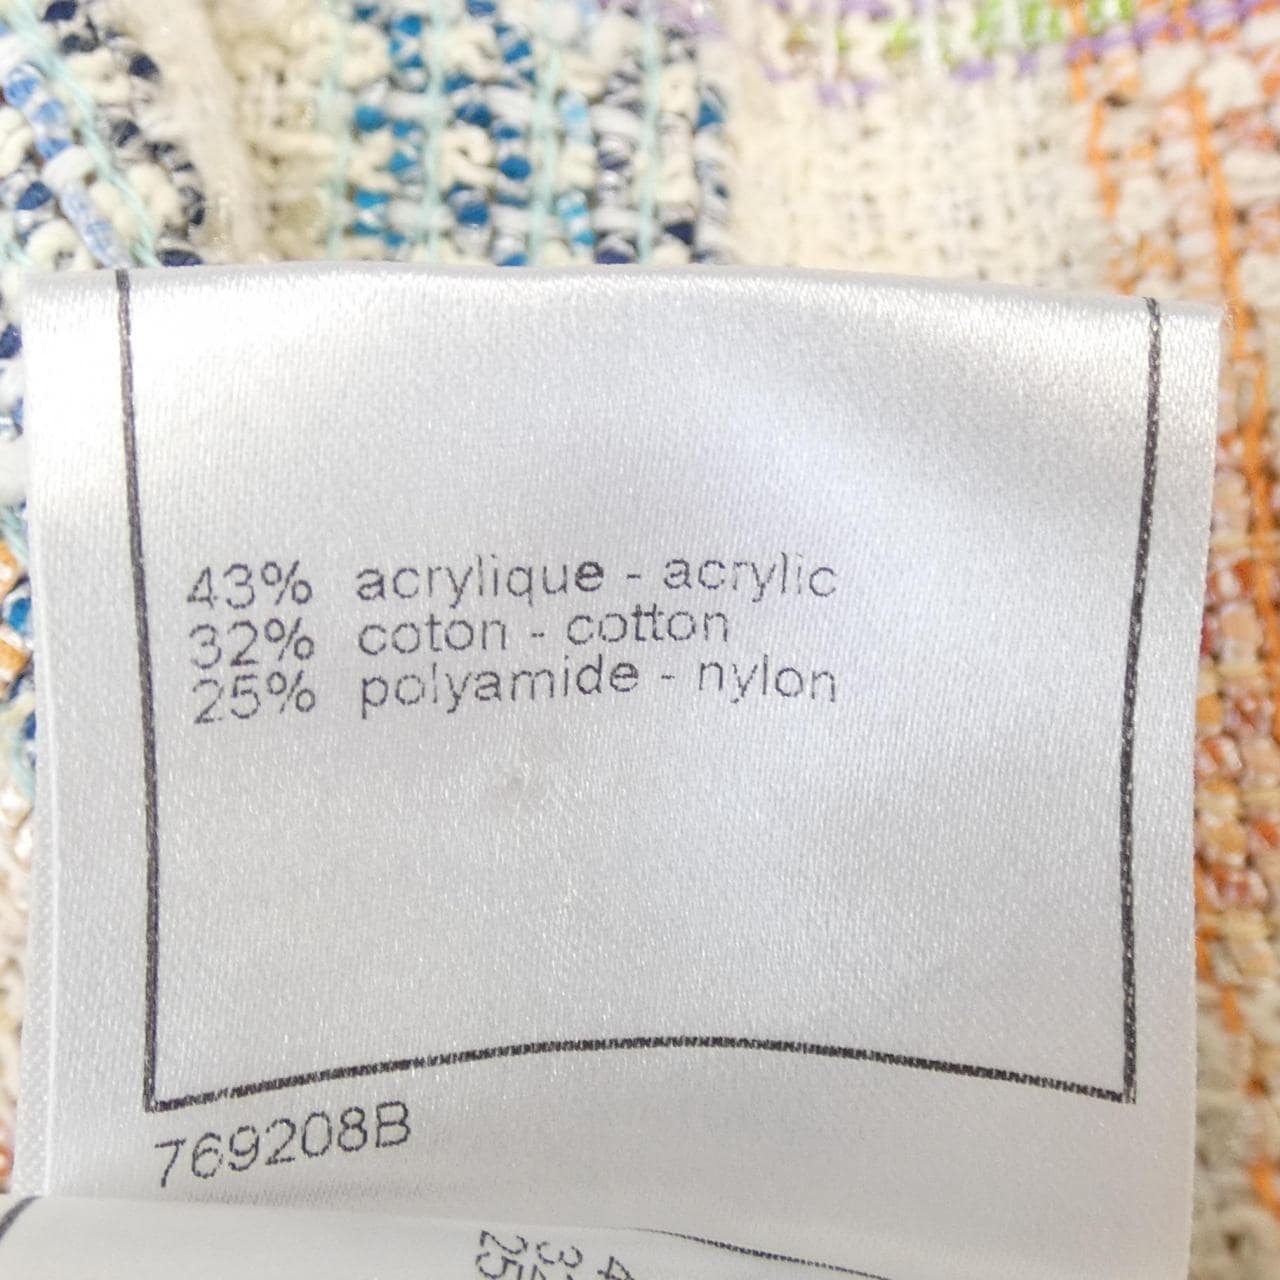 43% acrylique - acrylic
32% coton - cotton
25% polyamide - nylon
769208B